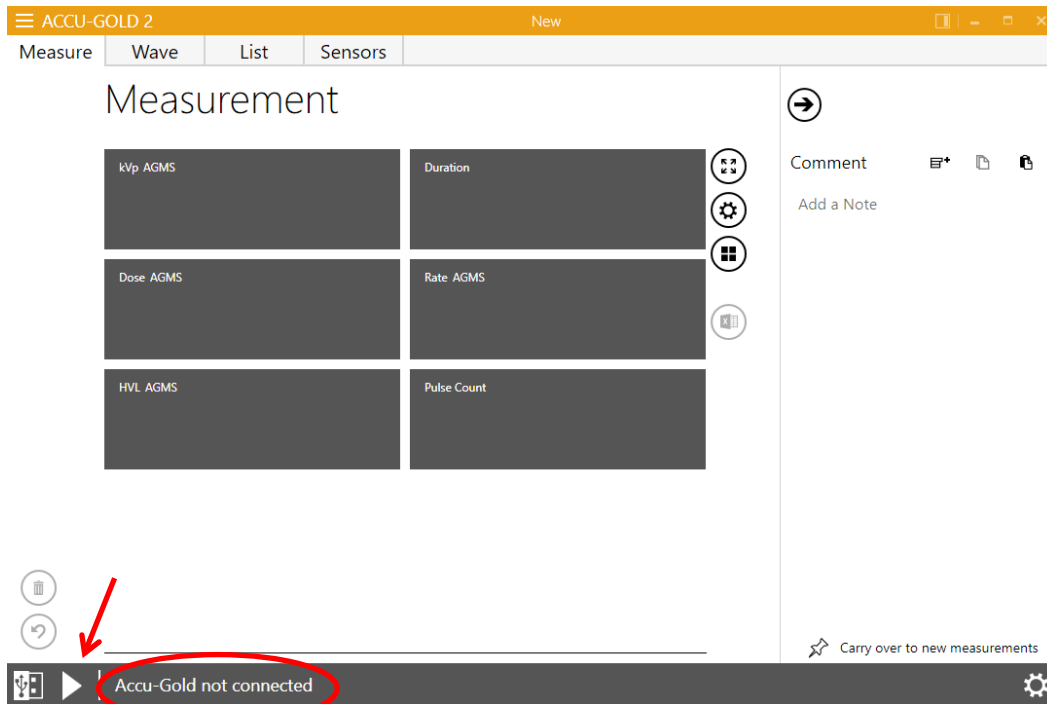 ACCU-GOLD 2
New
Measure
Wave
List
Sensors
Measurement
kVp AGMS
Duration
Dose AGMS
Rate AGMS
HVL AGMS
Pulse Count
Comment
Add a Note
Carry over to new measurements
Accu-Gold not connected